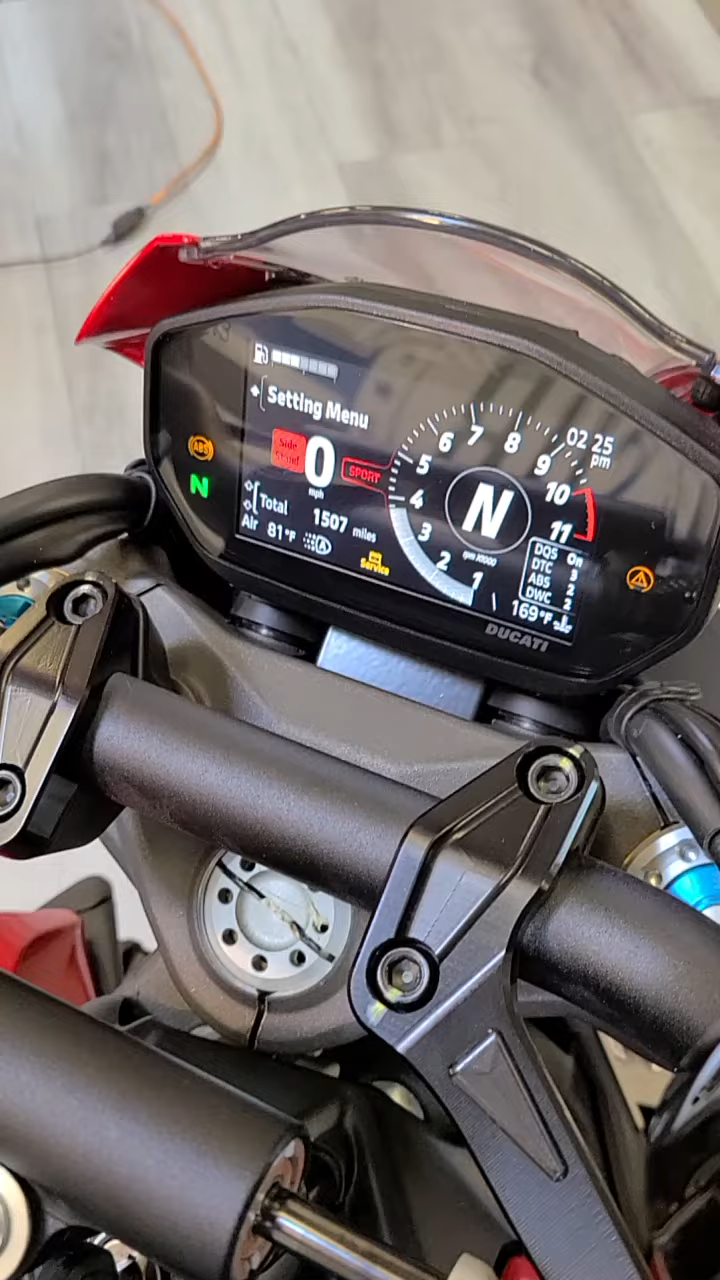 Setting Menu
Side
Stand
0
mph
SPORT
Total 1507 miles
Air 81°F
Service
ABS
N
1
2
3
4
5
6
7
8
9
10
11
N
rpm x1000
02 25
pm
DQS On
DTC 3
ABS 2
DWC 2
169°F
DUCATI